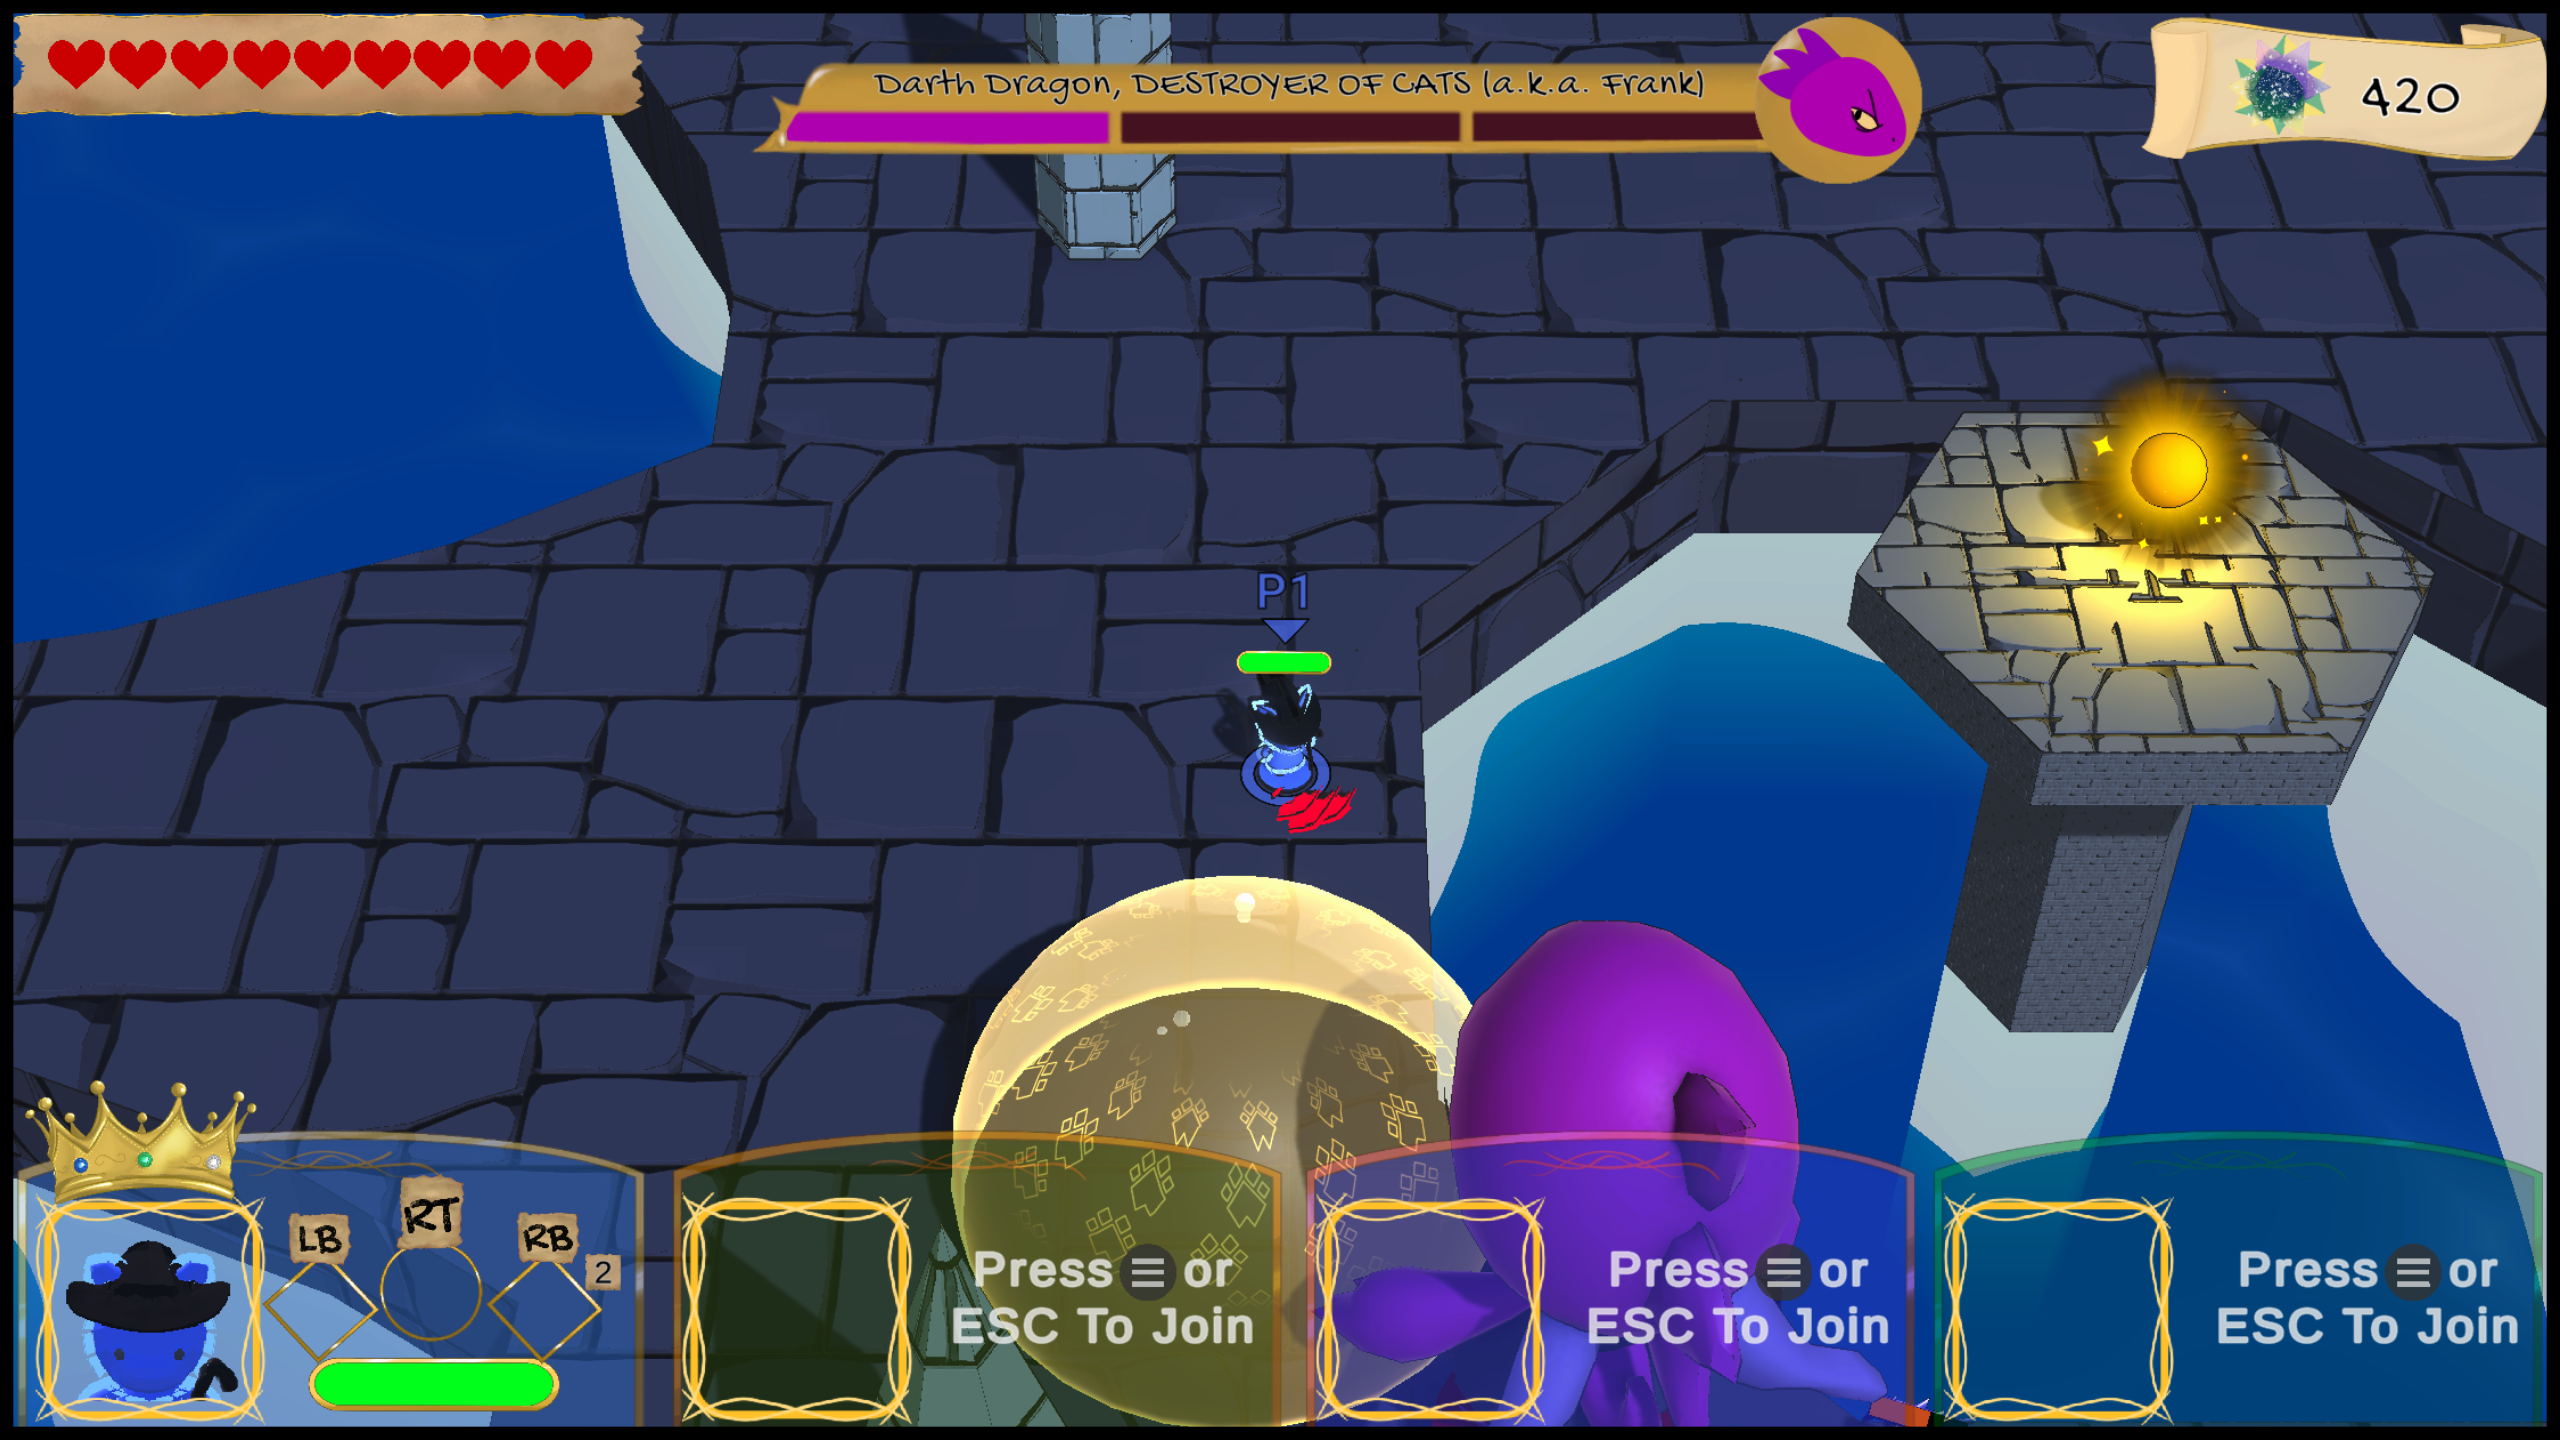 Darth Dragon, DESTROYER OF CATS (a.k.a. Frank)
420
P1
LB
RT
RB
2
Press or
ESC To Join
Press or
ESC To Join
Press or
ESC To Join